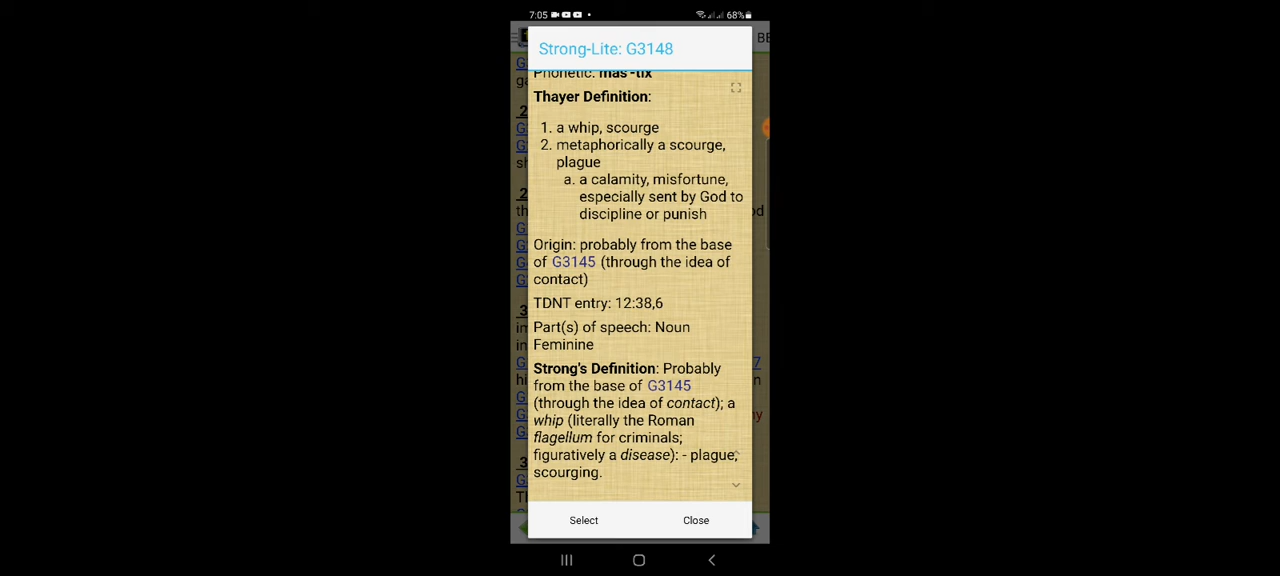 7:05
68%
BE
Strong-Lite: G3148
Phonetic: mas-tix
Thayer Definition:
1. a whip, scourge
2. metaphorically a scourge,
plague
a. a calamity, misfortune,
especially sent by God to
discipline or punish
Origin: probably from the base
of G3145 (through the idea of
contact)
TDNT entry: 12:38,6
Part(s) of speech: Noun
Feminine
Strong's Definition: Probably
from the base of G3145
(through the idea of contact); a
whip (literally the Roman
flagellum for criminals;
figuratively a disease): - plague,
scourging.
Select
Close